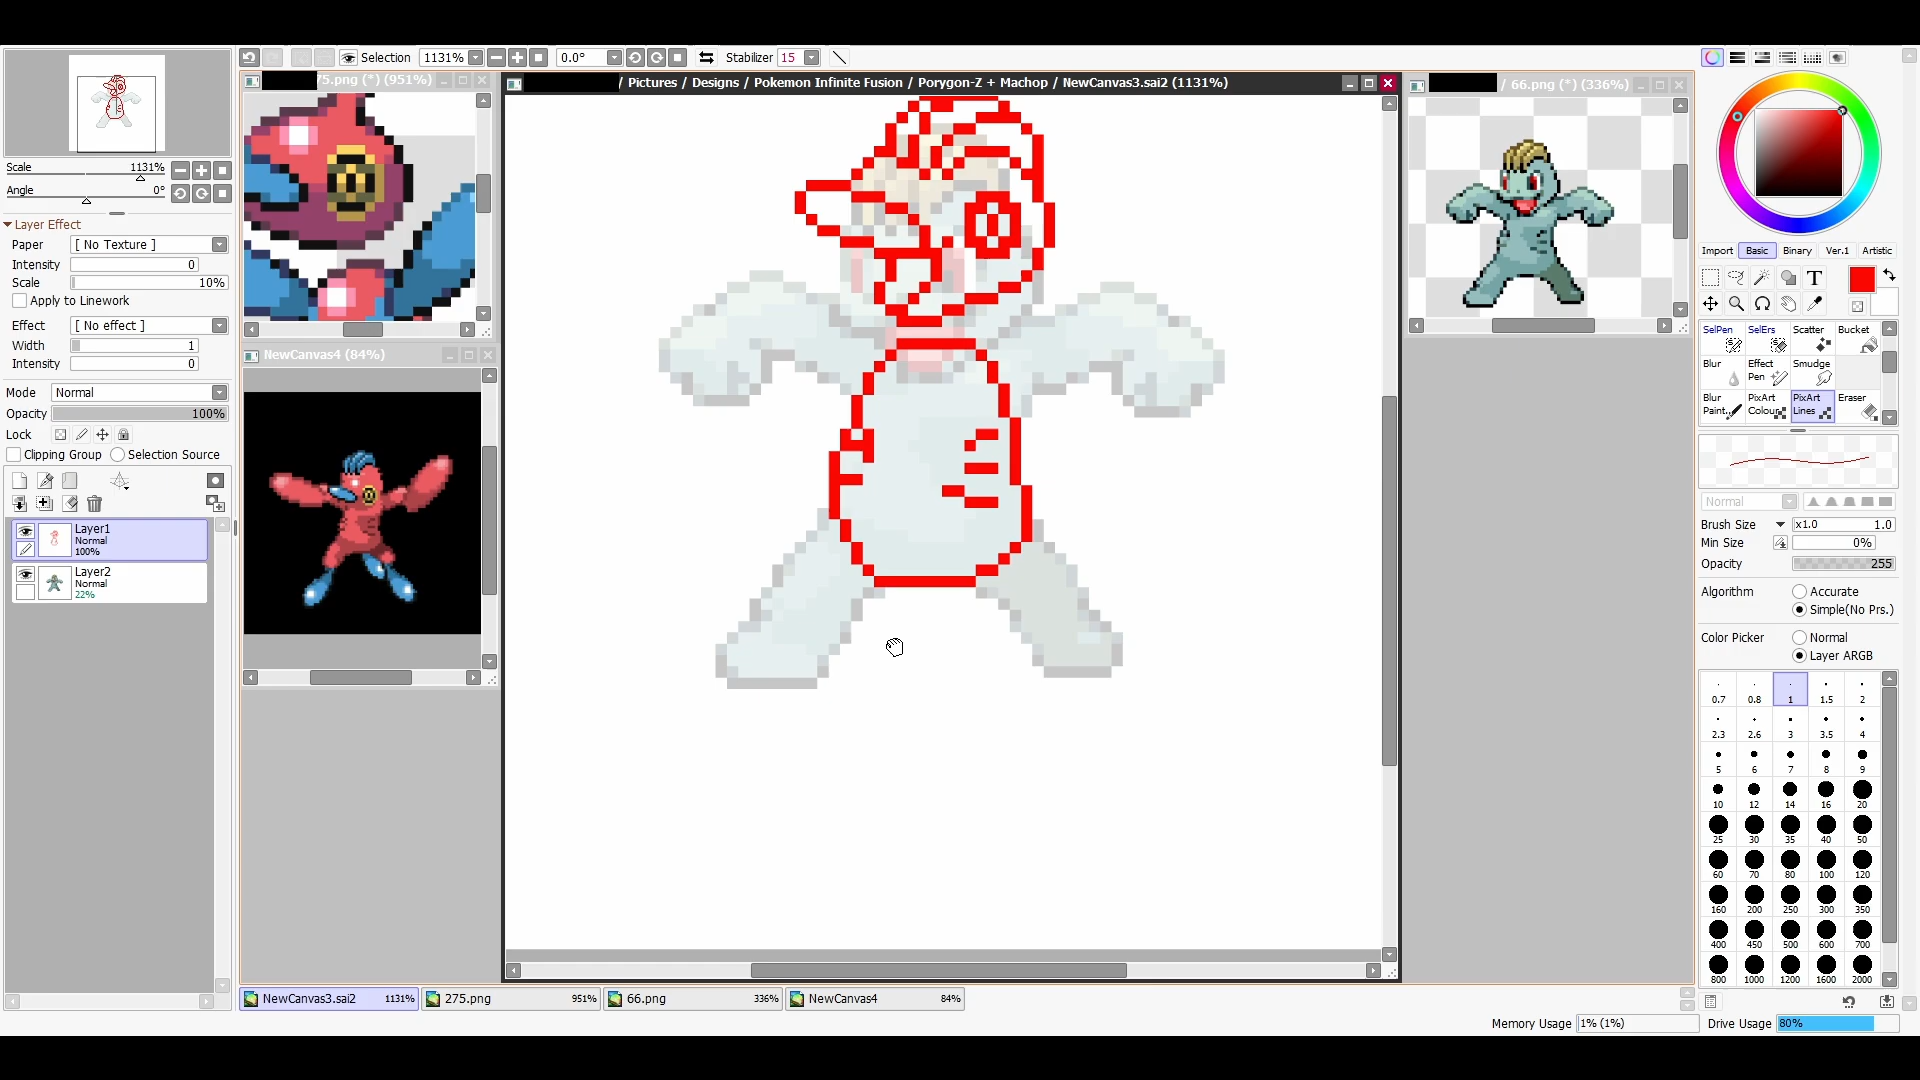 Selection 1131% 0.0° Stabilizer 15
75.png (*) (951%)
/ Pictures / Designs / Pokemon Infinite Fusion / Porygon-Z + Machop / NewCanvas3.sai2 (1131%)
/ 66.png (*) (336%)
Scale 1131%
Angle 0°
Layer Effect
Paper [ No Texture ]
Intensity 0
Scale 10%
Apply to Linework
Effect [ No effect ]
Width 1
Intensity 0
Mode Normal
Opacity 100%
Lock
Clipping Group Selection Source
Layer1
Normal
100%
Layer2
Normal
22%
NewCanvas4 (84%)
Import Basic Binary Ver.1 Artistic
T
SelPen SelErs Scatter Bucket
Blur Effect Pen Smudge
Blur Paint.. PixArt Colour PixArt Lines Eraser
Normal
Brush Size x1.0 1.0
Min Size 0%
Opacity 255
Algorithm Accurate
Simple(No Prs.)
Color Picker Normal
Layer ARGB
0.7 0.8 1 1.5 2
2.3 2.6 3 3.5 4
5 6 7 8 9
10 12 14 16 20
25 30 35 40 50
60 70 80 100 120
160 200 250 300 350
400 450 500 600 700
800 1000 1200 1600 2000
NewCanvas3.sai2 1131% 275.png 951% 66.png 336% NewCanvas4 84%
Memory Usage 1% (1%) Drive Usage 80%